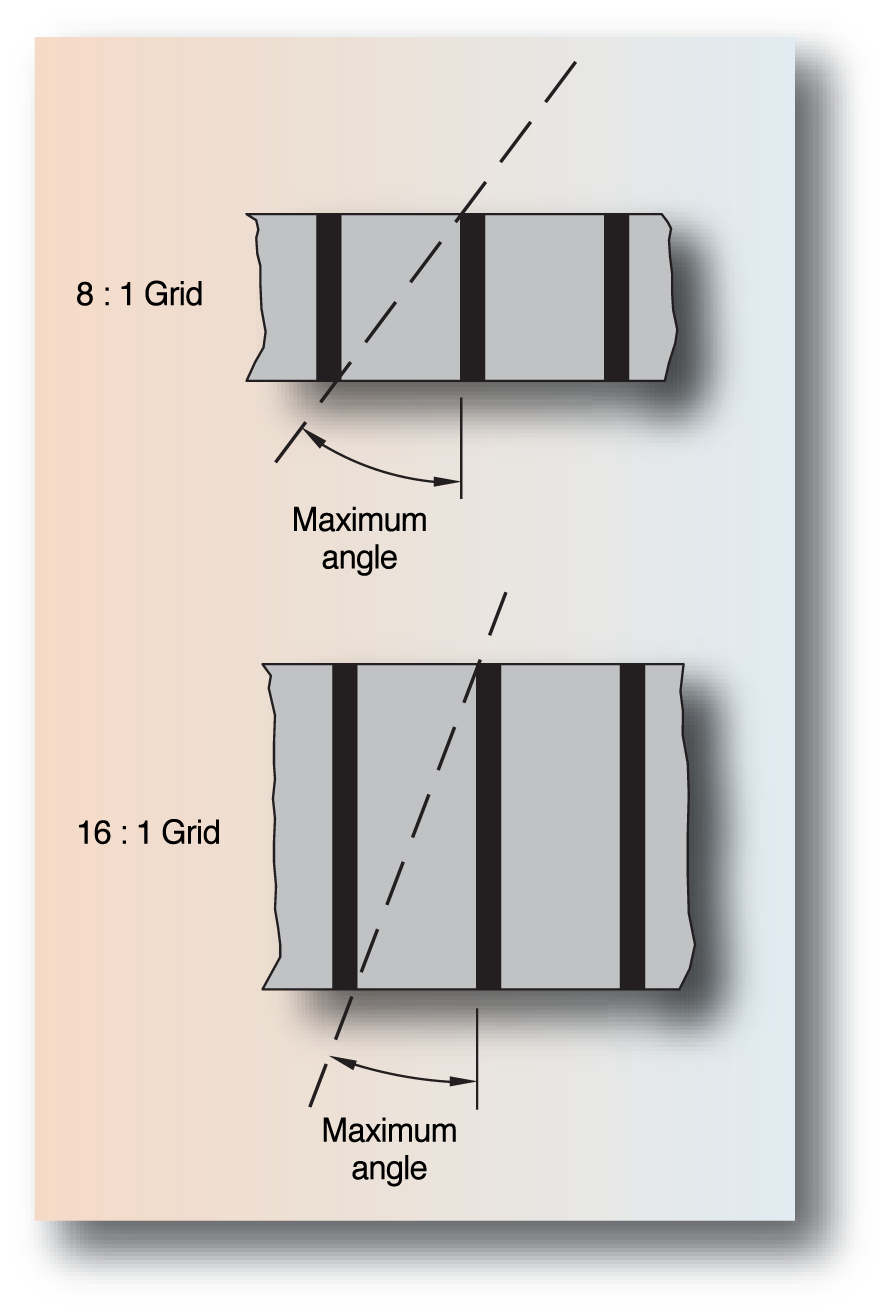 8 : 1 Grid
Maximum
angle
16 : 1 Grid
Maximum
angle